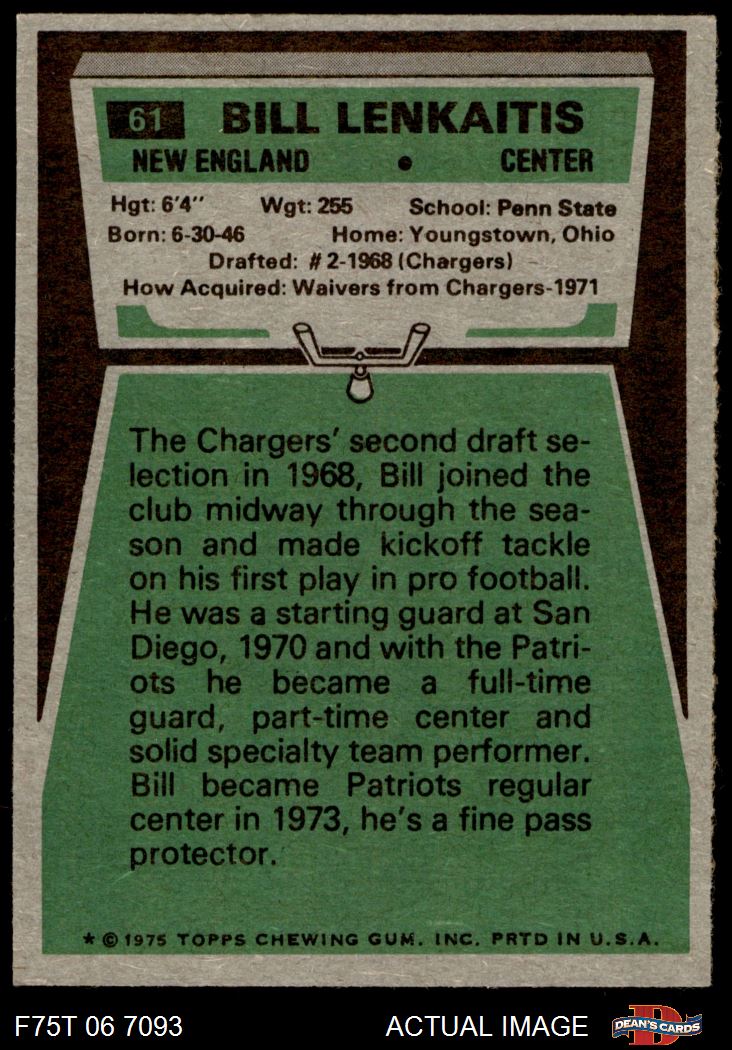 61 BILL LENKAITIS
NEW ENGLAND • CENTER
Hgt: 6'4" Wgt: 255 School: Penn State
Born: 6-30-46 Home: Youngstown, Ohio
Drafted: #2-1968 (Chargers)
How Acquired: Waivers from Chargers-1971
The Chargers' second draft se-
lection in 1968, Bill joined the
club midway through the sea-
son and made kickoff tackle
on his first play in pro football.
He was a starting guard at San
Diego, 1970 and with the Patri-
ots he became a full-time
guard, part-time center and
solid specialty team performer.
Bill became Patriots regular
center in 1973, he's a fine pass
protector.
* © 1975 TOPPS CHEWING GUM. INC. PRTD IN U.S.A.
F75T 06 7093 ACTUAL IMAGE DEAN'S CARDS